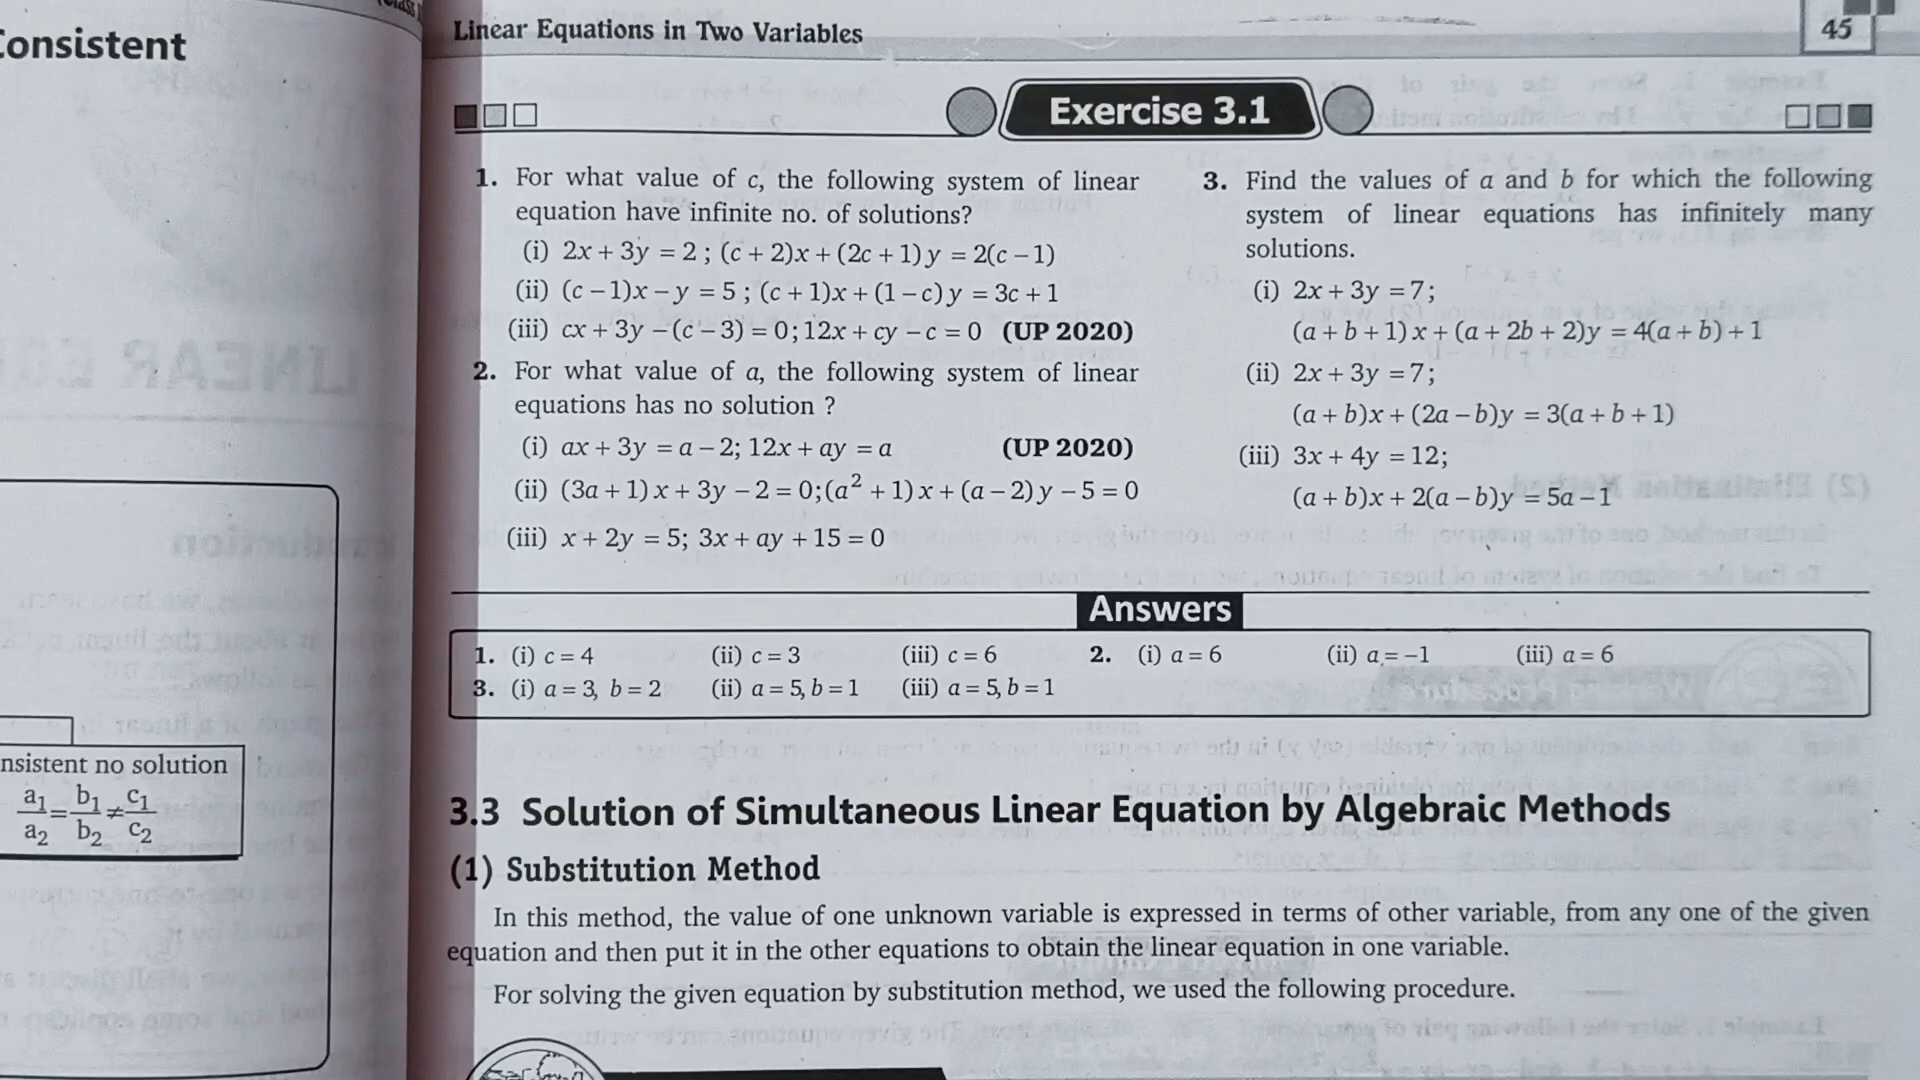 Consistent
nsistent no solution
a₁/a₂ = b₁/b₂ ≠ c₁/c₂
Linear Equations in Two Variables
45
Exercise 3.1
1. For what value of c, the following system of linear
equation have infinite no. of solutions?
(i) 2x + 3y = 2 ; (c + 2)x + (2c + 1) y = 2(c – 1)
(ii) (c – 1)x – y = 5 ; (c + 1)x + (1 – c) y = 3c + 1
(iii) cx + 3y – (c – 3) = 0; 12x + cy – c = 0 (UP 2020)
2. For what value of a, the following system of linear
equations has no solution ?
(i) ax + 3y = a – 2; 12x + ay = a (UP 2020)
(ii) (3a + 1) x + 3y – 2 = 0; (a² + 1) x + (a – 2) y – 5 = 0
(iii) x + 2y = 5; 3x + ay + 15 = 0
3. Find the values of a and b for which the following
system of linear equations has infinitely many
solutions.
(i) 2x + 3y = 7;
(a + b + 1) x + (a + 2b + 2)y = 4(a + b) + 1
(ii) 2x + 3y = 7;
(a + b)x + (2a – b)y = 3(a + b + 1)
(iii) 3x + 4y = 12;
(a + b)x + 2(a – b)y = 5a – 1
Answers
1. (i) c = 4 (ii) c = 3 (iii) c = 6 2. (i) a = 6 (ii) a = –1 (iii) a = 6
3. (i) a = 3, b = 2 (ii) a = 5, b = 1 (iii) a = 5, b = 1
3.3 Solution of Simultaneous Linear Equation by Algebraic Methods
(1) Substitution Method
In this method, the value of one unknown variable is expressed in terms of other variable, from any one of the given
equation and then put it in the other equations to obtain the linear equation in one variable.
For solving the given equation by substitution method, we used the following procedure.